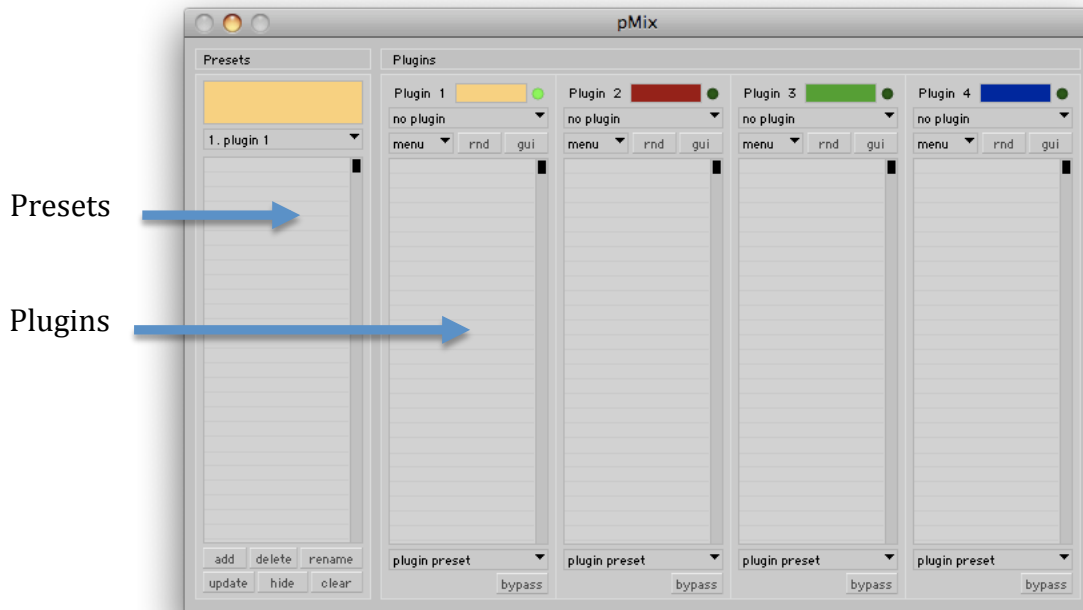 pMix
Presets
Plugins
1. plugin 1
Plugin 1
no plugin
menu rnd gui
Plugin 2
no plugin
menu rnd gui
Plugin 3
no plugin
menu rnd gui
Plugin 4
no plugin
menu rnd gui
Presets
Plugins
add delete rename
update hide clear
plugin preset
bypass
plugin preset
bypass
plugin preset
bypass
plugin preset
bypass